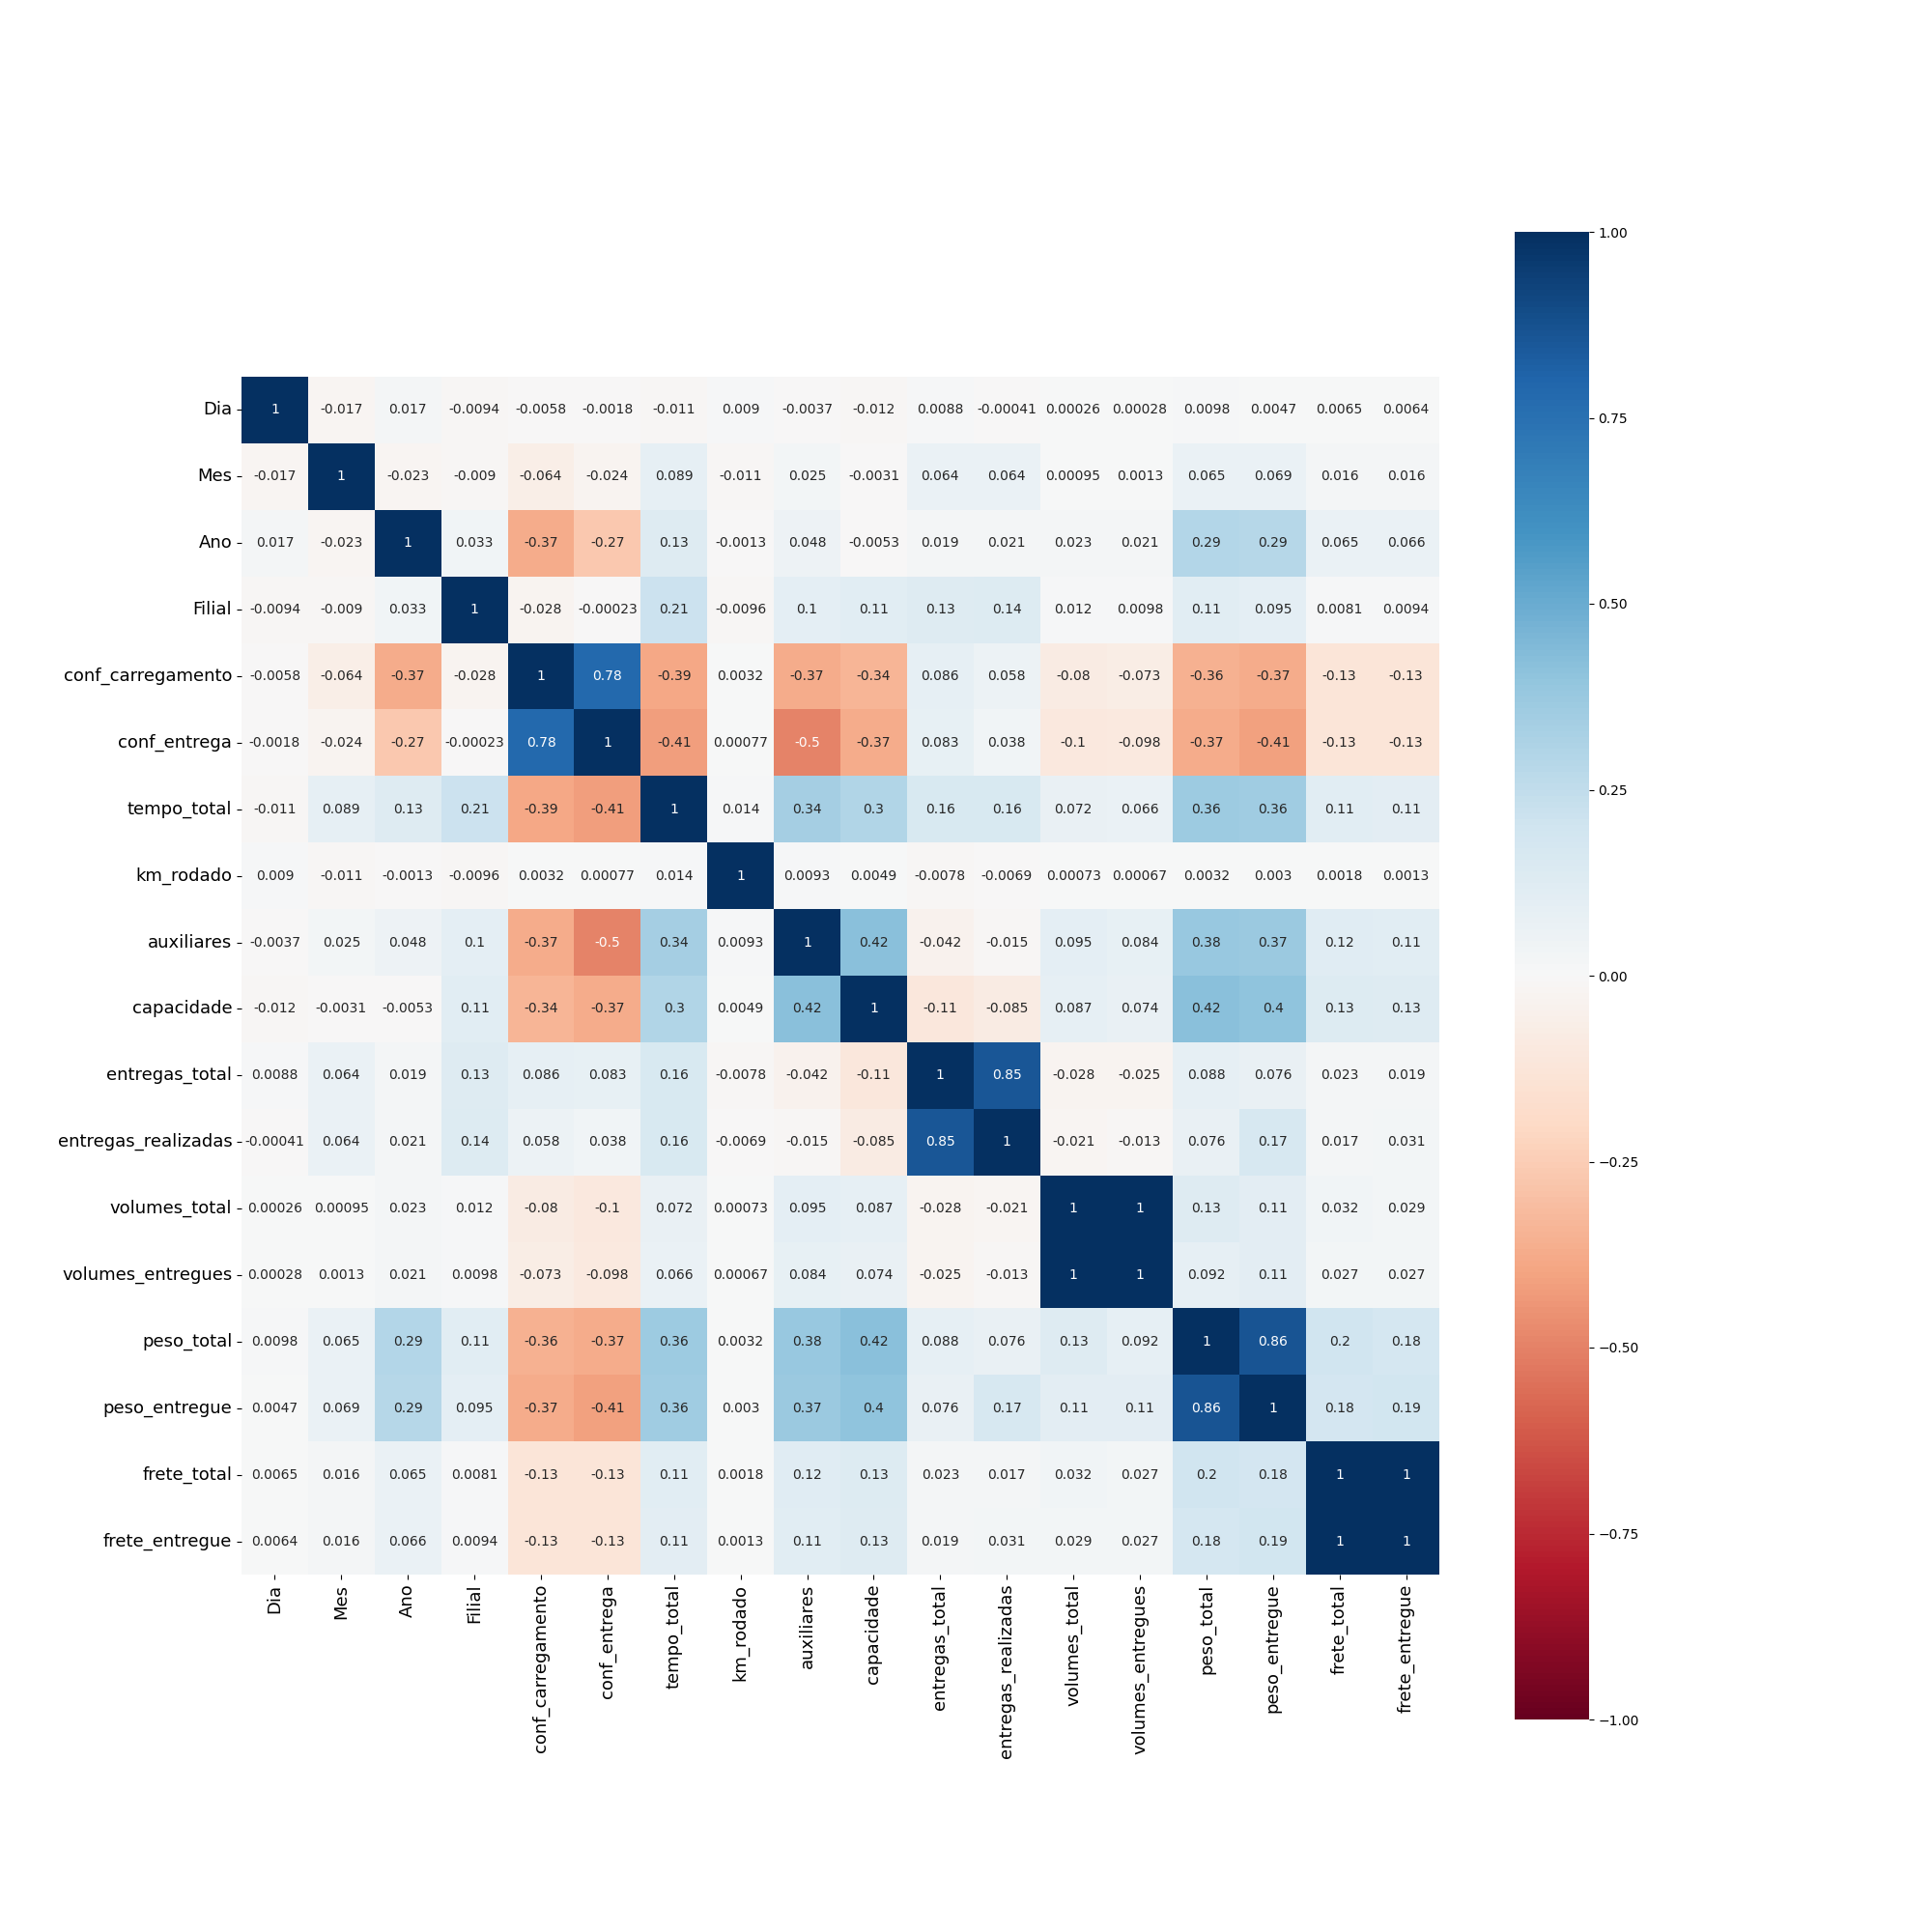 1.00
0.75
0.50
0.25
0.00
−0.25
−0.50
−0.75
−1.00
Dia 1 -0.017 0.017 -0.0094 -0.0058 -0.0018 -0.011 0.009 -0.0037 -0.012 0.0088 -0.00041 0.00026 0.00028 0.0098 0.0047 0.0065 0.0064
Mes -0.017 1 -0.023 -0.009 -0.064 -0.024 0.089 -0.011 0.025 -0.0031 0.064 0.064 0.00095 0.0013 0.065 0.069 0.016 0.016
Ano 0.017 -0.023 1 0.033 -0.37 -0.27 0.13 -0.0013 0.048 -0.0053 0.019 0.021 0.023 0.021 0.29 0.29 0.065 0.066
Filial -0.0094 -0.009 0.033 1 -0.028 -0.00023 0.21 -0.0096 0.1 0.11 0.13 0.14 0.012 0.0098 0.11 0.095 0.0081 0.0094
conf_carregamento -0.0058 -0.064 -0.37 -0.028 1 0.78 -0.39 0.0032 -0.37 -0.34 0.086 0.058 -0.08 -0.073 -0.36 -0.37 -0.13 -0.13
conf_entrega -0.0018 -0.024 -0.27 -0.00023 0.78 1 -0.41 0.00077 -0.5 -0.37 0.083 0.038 -0.1 -0.098 -0.37 -0.41 -0.13 -0.13
tempo_total -0.011 0.089 0.13 0.21 -0.39 -0.41 1 0.014 0.34 0.3 0.16 0.16 0.072 0.066 0.36 0.36 0.11 0.11
km_rodado 0.009 -0.011 -0.0013 -0.0096 0.0032 0.00077 0.014 1 0.0093 0.0049 -0.0078 -0.0069 0.00073 0.00067 0.0032 0.003 0.0018 0.0013
auxiliares -0.0037 0.025 0.048 0.1 -0.37 -0.5 0.34 0.0093 1 0.42 -0.042 -0.015 0.095 0.084 0.38 0.37 0.12 0.11
capacidade -0.012 -0.0031 -0.0053 0.11 -0.34 -0.37 0.3 0.0049 0.42 1 -0.11 -0.085 0.087 0.074 0.42 0.4 0.13 0.13
entregas_total 0.0088 0.064 0.019 0.13 0.086 0.083 0.16 -0.0078 -0.042 -0.11 1 0.85 -0.028 -0.025 0.088 0.076 0.023 0.019
entregas_realizadas -0.00041 0.064 0.021 0.14 0.058 0.038 0.16 -0.0069 -0.015 -0.085 0.85 1 -0.021 -0.013 0.076 0.17 0.017 0.031
volumes_total 0.00026 0.00095 0.023 0.012 -0.08 -0.1 0.072 0.00073 0.095 0.087 -0.028 -0.021 1 1 0.13 0.11 0.032 0.029
volumes_entregues 0.00028 0.0013 0.021 0.0098 -0.073 -0.098 0.066 0.00067 0.084 0.074 -0.025 -0.013 1 1 0.092 0.11 0.027 0.027
peso_total 0.0098 0.065 0.29 0.11 -0.36 -0.37 0.36 0.0032 0.38 0.42 0.088 0.076 0.13 0.092 1 0.86 0.2 0.18
peso_entregue 0.0047 0.069 0.29 0.095 -0.37 -0.41 0.36 0.003 0.37 0.4 0.076 0.17 0.11 0.11 0.86 1 0.18 0.19
frete_total 0.0065 0.016 0.065 0.0081 -0.13 -0.13 0.11 0.0018 0.12 0.13 0.023 0.017 0.032 0.027 0.2 0.18 1 1
frete_entregue 0.0064 0.016 0.066 0.0094 -0.13 -0.13 0.11 0.0013 0.11 0.13 0.019 0.031 0.029 0.027 0.18 0.19 1 1
Dia
Mes
Ano
Filial
conf_carregamento
conf_entrega
tempo_total
km_rodado
auxiliares
capacidade
entregas_total
entregas_realizadas
volumes_total
volumes_entregues
peso_total
peso_entregue
frete_total
frete_entregue